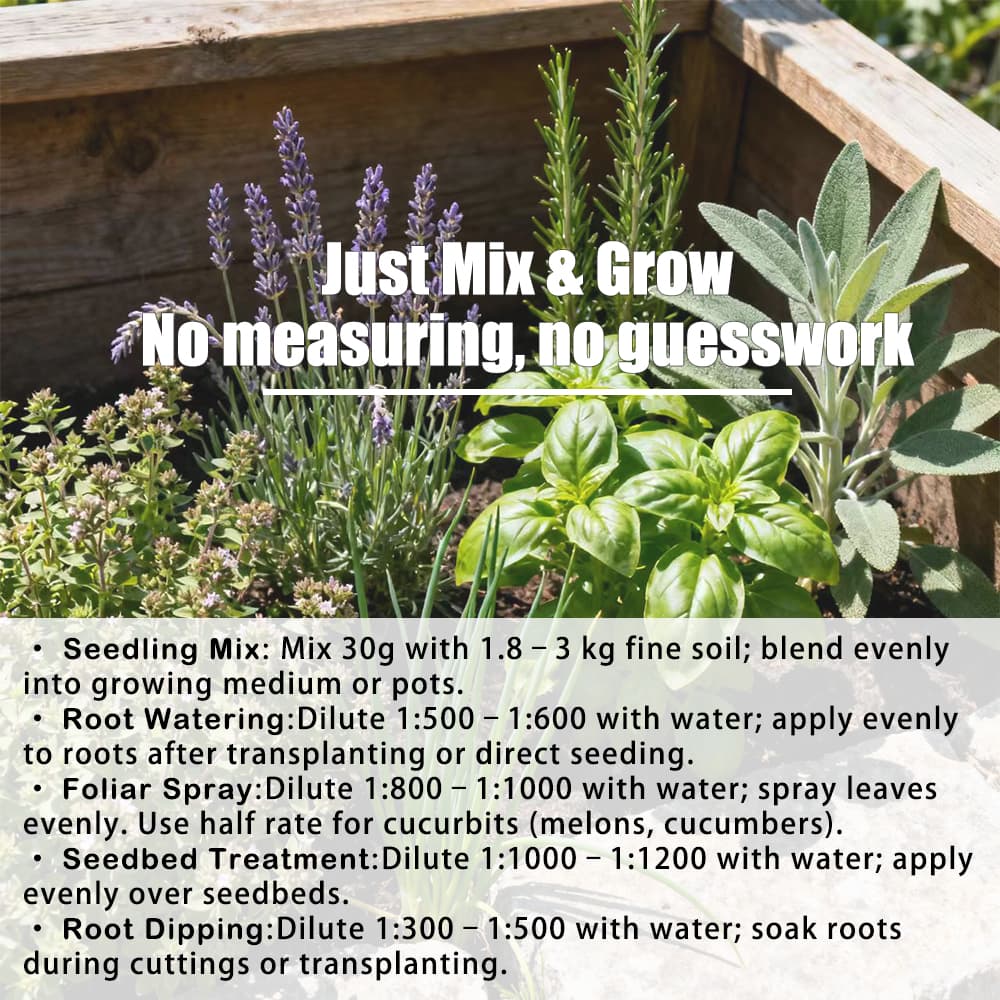 Just Mix & Grow
No measuring, no guesswork
· Seedling Mix: Mix 30g with 1.8 – 3 kg fine soil; blend evenly
into growing medium or pots.
· Root Watering:Dilute 1:500 – 1:600 with water; apply evenly
to roots after transplanting or direct seeding.
· Foliar Spray:Dilute 1:800 – 1:1000 with water; spray leaves
evenly. Use half rate for cucurbits (melons, cucumbers).
· Seedbed Treatment:Dilute 1:1000 – 1:1200 with water; apply
evenly over seedbeds.
· Root Dipping:Dilute 1:300 – 1:500 with water; soak roots
during cuttings or transplanting.